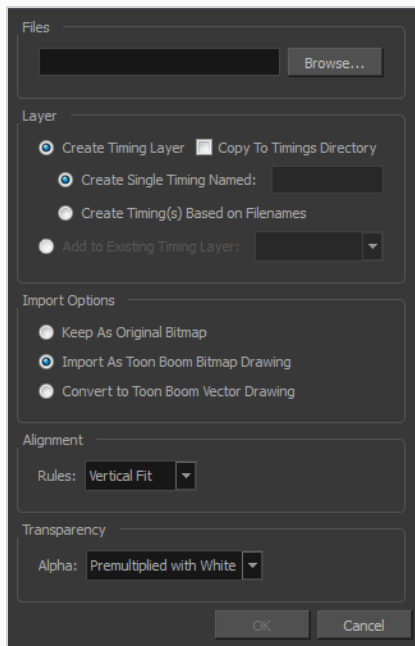 Files
Browse...
Layer
Create Timing Layer Copy To Timings Directory
Create Single Timing Named:
Create Timing(s) Based on Filenames
Add to Existing Timing Layer:
Import Options
Keep As Original Bitmap
Import As Toon Boom Bitmap Drawing
Convert to Toon Boom Vector Drawing
Alignment
Rules: Vertical Fit
Transparency
Alpha: Premultiplied with White
OK Cancel